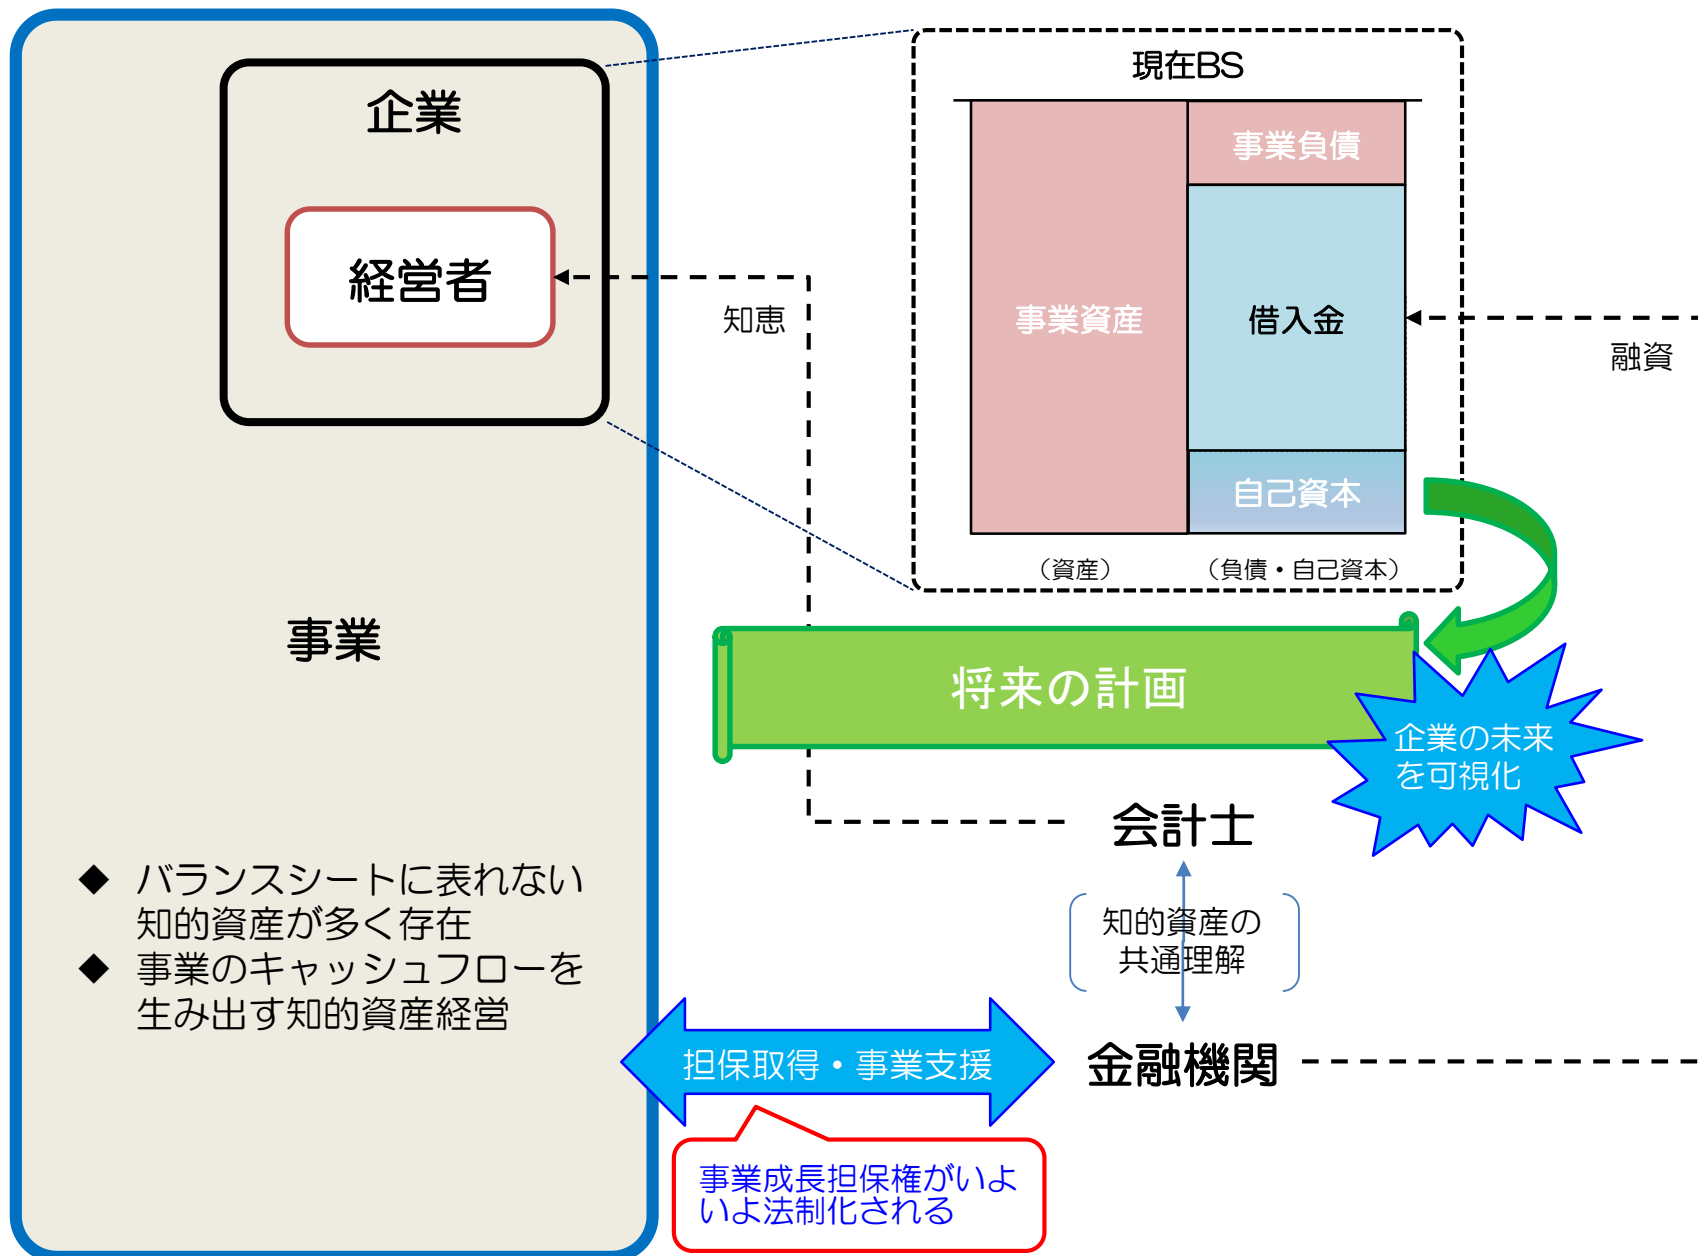 企業
経営者
事業
◆ バランスシートに表れない
知的資産が多く存在
◆ 事業のキャッシュフローを
生み出す知的資産経営
知恵
現在BS
事業資産
事業負債
借入金
自己資本
（資産）
（負債・自己資本）
融資
将来の計画
企業の未来
を可視化
会計士
知的資産の
共通理解
金融機関
担保取得・事業支援
事業成長担保権がいよ
いよ法制化される